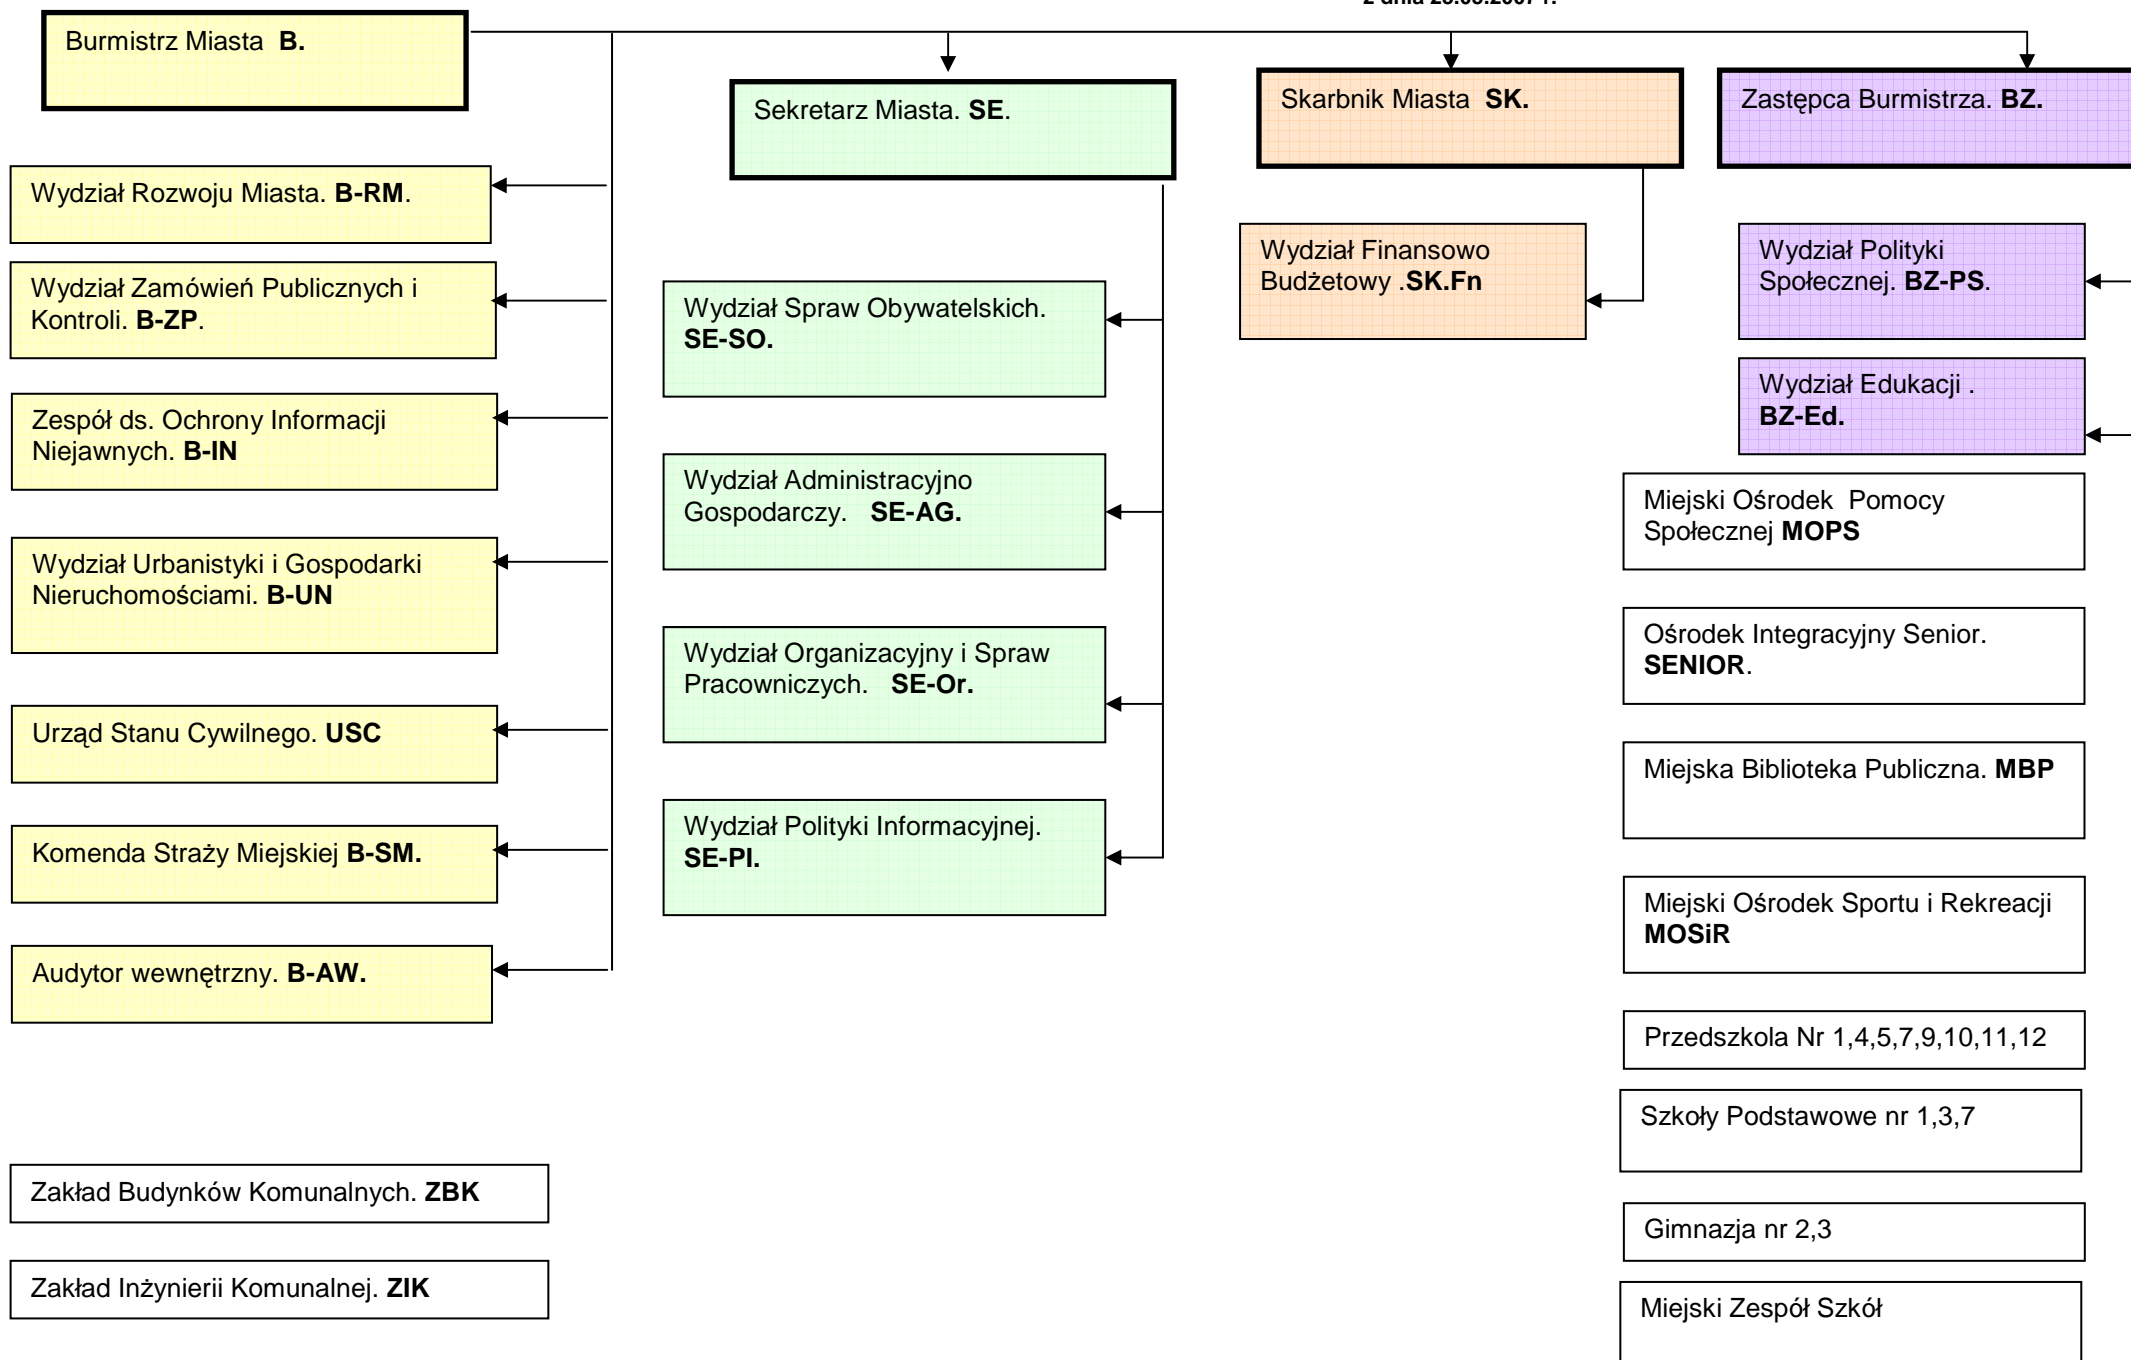 Burmistrz Miasta B.
Sekretarz Miasta. SE.
Skarbnik Miasta SK.
Zastępca Burmistrza. BZ.
Wydział Rozwoju Miasta. B-RM.
Wydział Zamówień Publicznych i
Kontroli. B-ZP.
Zespół ds. Ochrony Informacji
Niejawnych. B-IN
Wydział Urbanistyki i Gospodarki
Nieruchomościami. B-UN
Urząd Stanu Cywilnego. USC
Komenda Straży Miejskiej B-SM.
Audytor wewnętrzny. B-AW.
Zakład Budynków Komunalnych. ZBK
Zakład Inżynierii Komunalnej. ZIK
Wydział Spraw Obywatelskich.
SE-SO.
Wydział Administracyjno
Gospodarczy. SE-AG.
Wydział Organizacyjny i Spraw
Pracowniczych. SE-Or.
Wydział Polityki Informacyjnej.
SE-PI.
Wydział Finansowo
Budżetowy .SK.Fn
Wydział Polityki
Społecznej. BZ-PS.
Wydział Edukacji .
BZ-Ed.
Miejski Ośrodek Pomocy
Społecznej MOPS
Ośrodek Integracyjny Senior.
SENIOR.
Miejska Biblioteka Publiczna. MBP
Miejski Ośrodek Sportu i Rekreacji
MOSiR
Przedszkola Nr 1,4,5,7,9,10,11,12
Szkoły Podstawowe nr 1,3,7
Gimnazja nr 2,3
Miejski Zespół Szkół